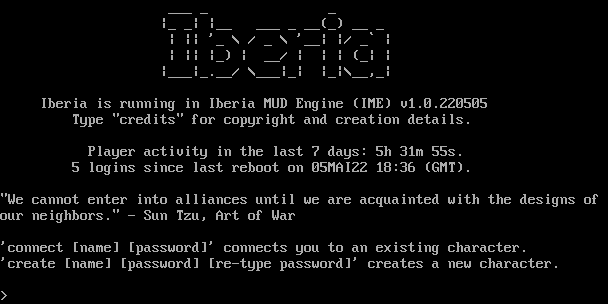 Iberia
Iberia is running in Iberia MUD Engine (IME) v1.0.220505
Type "credits" for copyright and creation details.
Player activity in the last 7 days: 5h 31m 55s.
5 logins since last reboot on 05MAI22 18:36 (GMT).
"We cannot enter into alliances until we are acquainted with the designs of
our neighbors." - Sun Tzu, Art of War
'connect [name] [password]' connects you to an existing character.
'create [name] [password] [re-type password]' creates a new character.
>